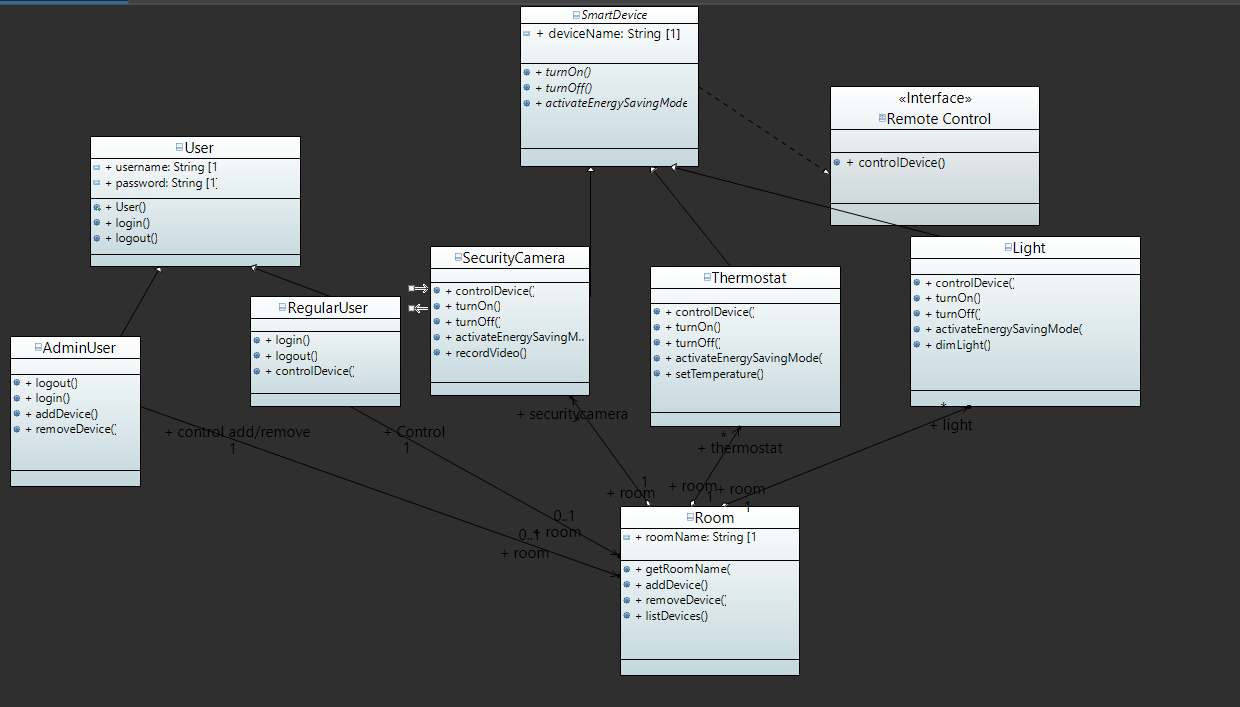 SmartDevice
+ deviceName: String [1]
+ turnOn()
+ turnOff()
+ activateEnergySavingMode
«Interface»
Remote Control
+ controlDevice()
User
+ username: String [1
+ password: String [1]
+ User()
+ login()
+ logout()
SecurityCamera
+ controlDevice(
+ turnOn()
+ turnOff(
+ activateEnergySavingM..
+ recordVideo()
Thermostat
+ controlDevice(
+ turnOn()
+ turnOff(
+ activateEnergySavingMode(
+ setTemperature()
Light
+ controlDevice(
+ turnOn()
+ turnOff(
+ activateEnergySavingMode(
+ dimLight()
RegularUser
+ login()
+ logout()
+ controlDevice(
AdminUser
+ logout()
+ login()
+ addDevice()
+ removeDevice(
+ control add/remove
1
+ Control
1
+ securitycamera
*
*
+ thermostat
*
+ light
1
+ room
+ room
1
+ room
1
0..1
+ room
0..1
+ room
Room
+ roomName: String [1
+ getRoomName(
+ addDevice()
+ removeDevice(
+ listDevices()